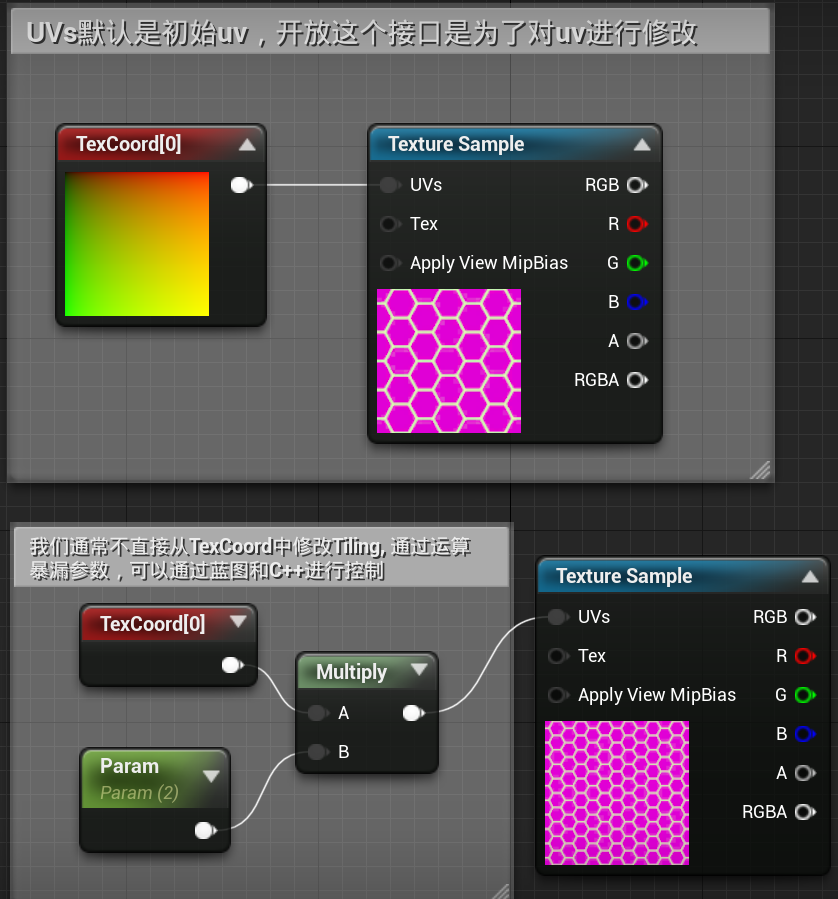 UVs默认是初始uv，开放这个接口是为了对uv进行修改
TexCoord[0]
Texture Sample
UVs
RGB
Tex
R
Apply View MipBias
G
B
A
RGBA
我们通常不直接从TexCoord中修改Tiling, 通过运算
暴漏参数，可以通过蓝图和C++进行控制
TexCoord[0]
Multiply
A
B
Param
Param (2)
Texture Sample
UVs
RGB
Tex
R
Apply View MipBias
G
B
A
RGBA